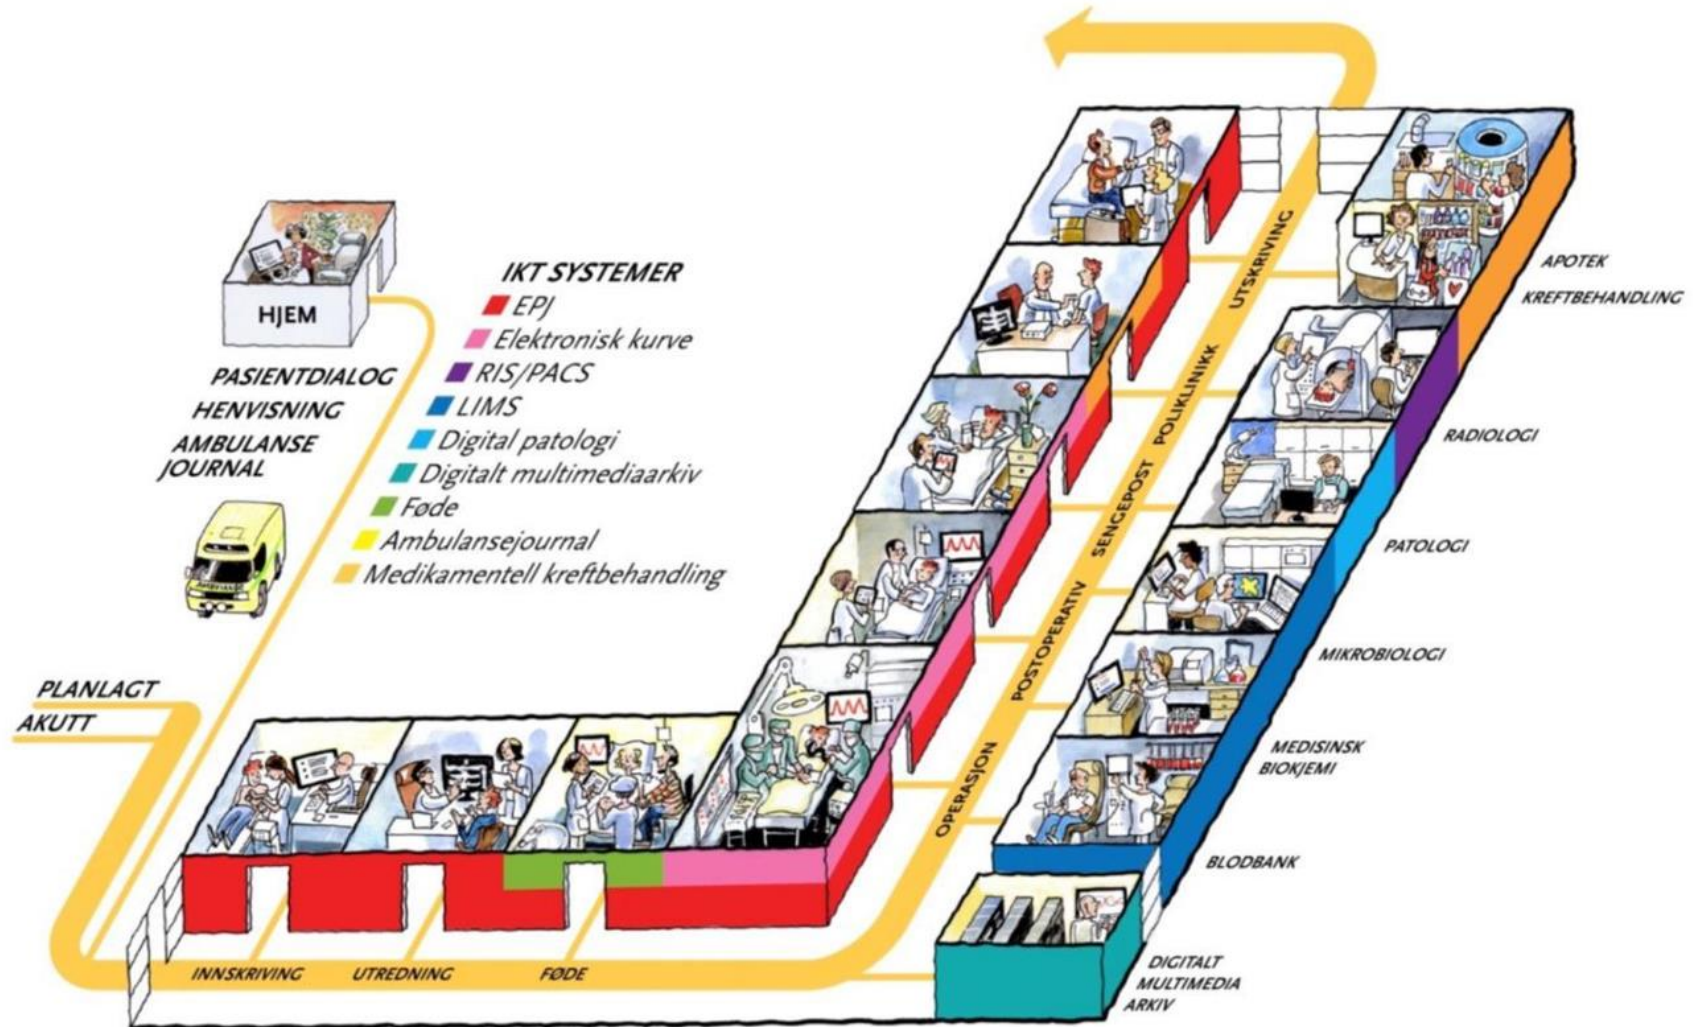 HJEM
PASIENTDIALOG
HENVISNING
AMBULANSE
JOURNAL
IKT SYSTEMER
EPJ
Elektronisk kurve
RIS/PACS
LIMS
Digital patologi
Digitalt multimediaarkiv
Føde
Ambulansejournal
Medikamentell kreftbehandling
PLANLAGT
AKUTT
INNSKRIVING
UTREDNING
FØDE
OPERASJON
POSTOPERATIV
SENGEPOST
POLIKLINIKK
UTSKRIVING
APOTEK
KREFTBEHANDLING
RADIOLOGI
PATOLOGI
MIKROBIOLOGI
MEDISINSK
BIOKJEMI
BLODBANK
DIGITALT
MULTIMEDIA
ARKIV